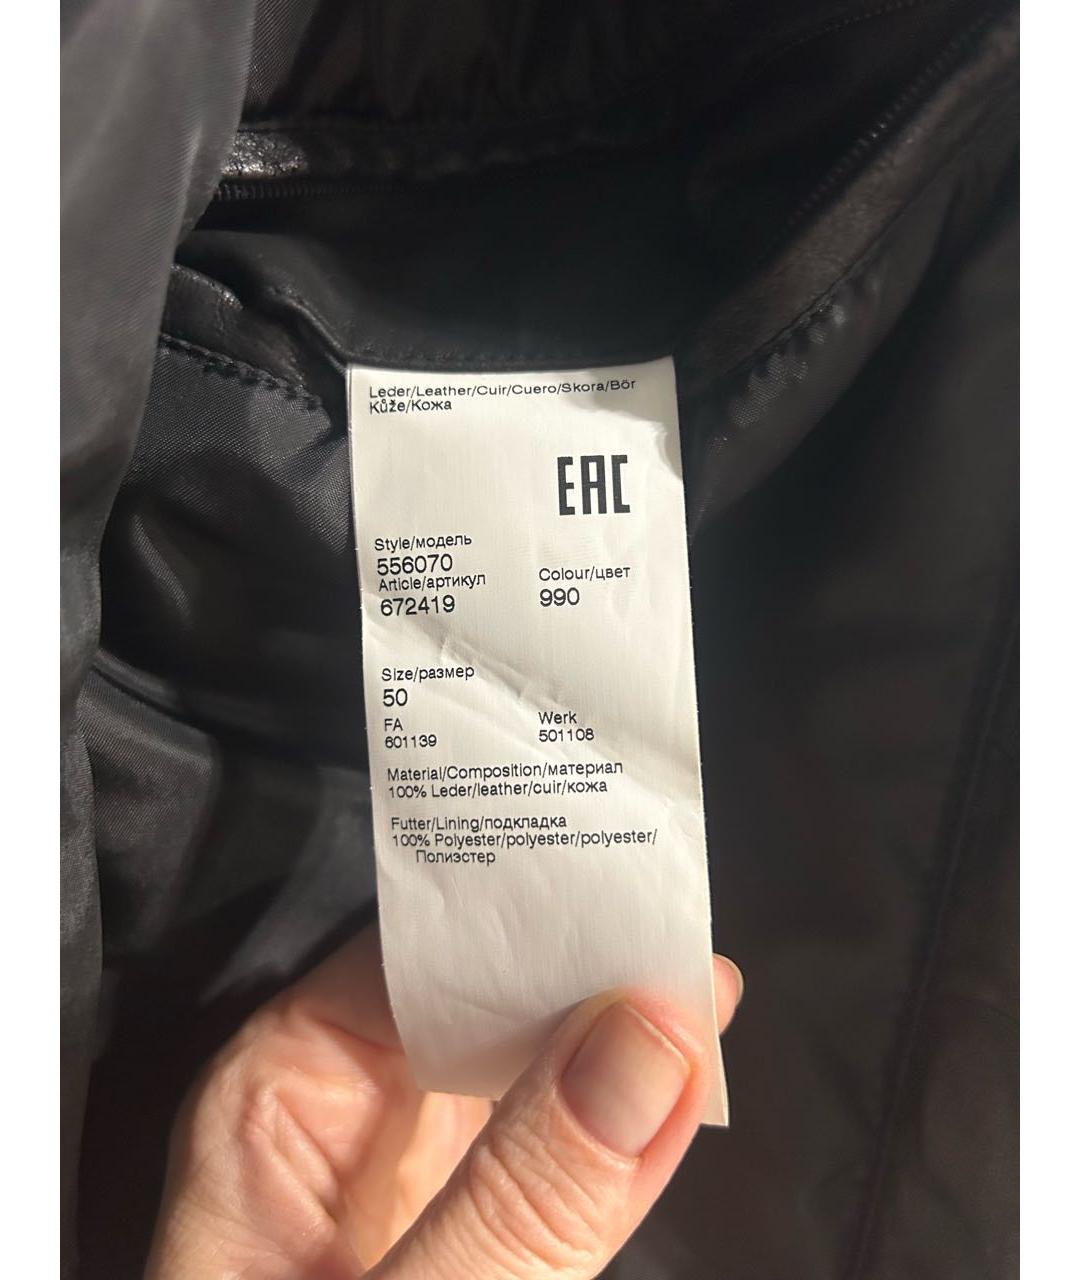 Leder/Leather/Cuir/Cuero/Skora/Bör
Kůže/Кожа
EAC
Style/модель
556070
Article/артикул
672419
Colour/цвет
990
Size/размер
50
FA
601139
Werk
501108
Material/Composition/материал
100% Leder/leather/cuir/кожа
Futter/Lining/подкладка
100% Polyester/polyester/polyester/
Полиэстер